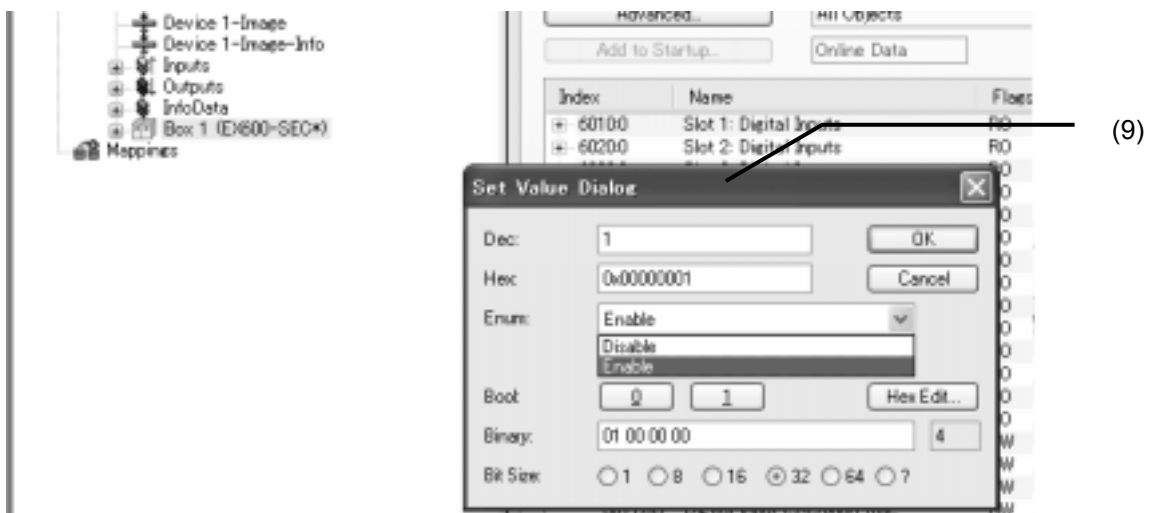 Device 1-Image
Device 1-Image-Info
Inputs
Outputs
InfoData
Box 1 (EX600-SEC*)
Mappings
Advanced...
All Objects
Add to Startup...
Online Data
Index Name Flags
6010:0 Slot 1: Digital Inputs RO
6020:0 Slot 2: Digital Inputs RO
(9)
Set Value Dialog
Dec: 1 OK
Hex: 0x00000001 Cancel
Enum: Enable
Disable
Enable
Bool: 0 1 Hex Edit...
Binary: 01 00 00 00 4
Bit Size: 1 8 16 32 64 ?